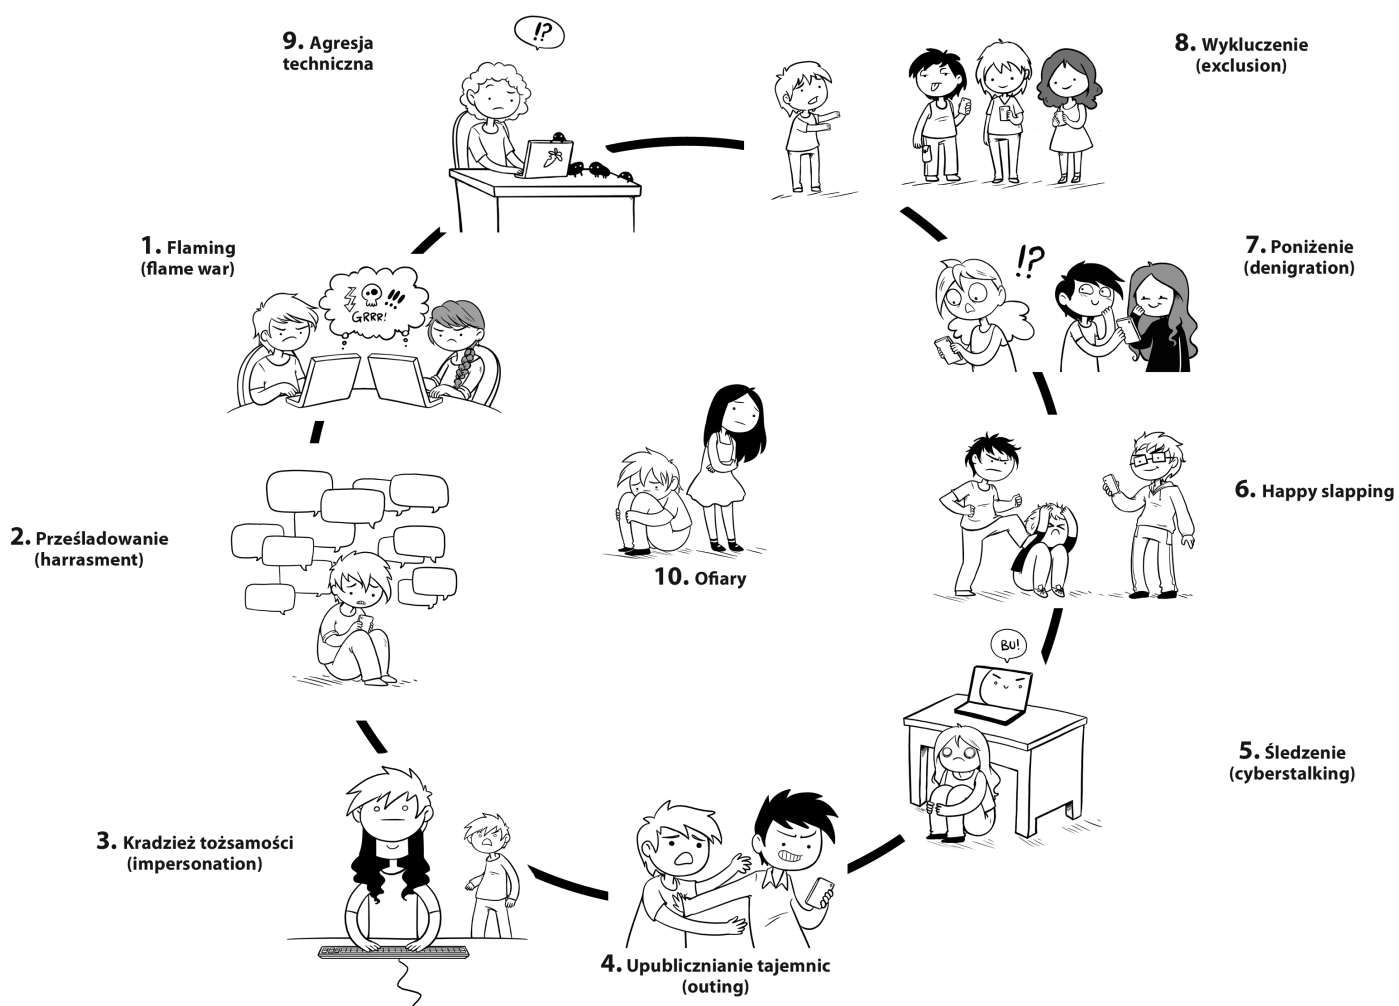 9. Agresja
techniczna
!?
8. Wykluczenie
(exclusion)
1. Flaming
(flame war)
!!!
GRRR!
!?
7. Poniżenie
(denigration)
6. Happy slapping
2. Prześladowanie
(harrasment)
10. Ofiary
BU!
5. Śledzenie
(cyberstalking)
3. Kradzież tożsamości
(impersonation)
4. Upublicznianie tajemnic
(outing)